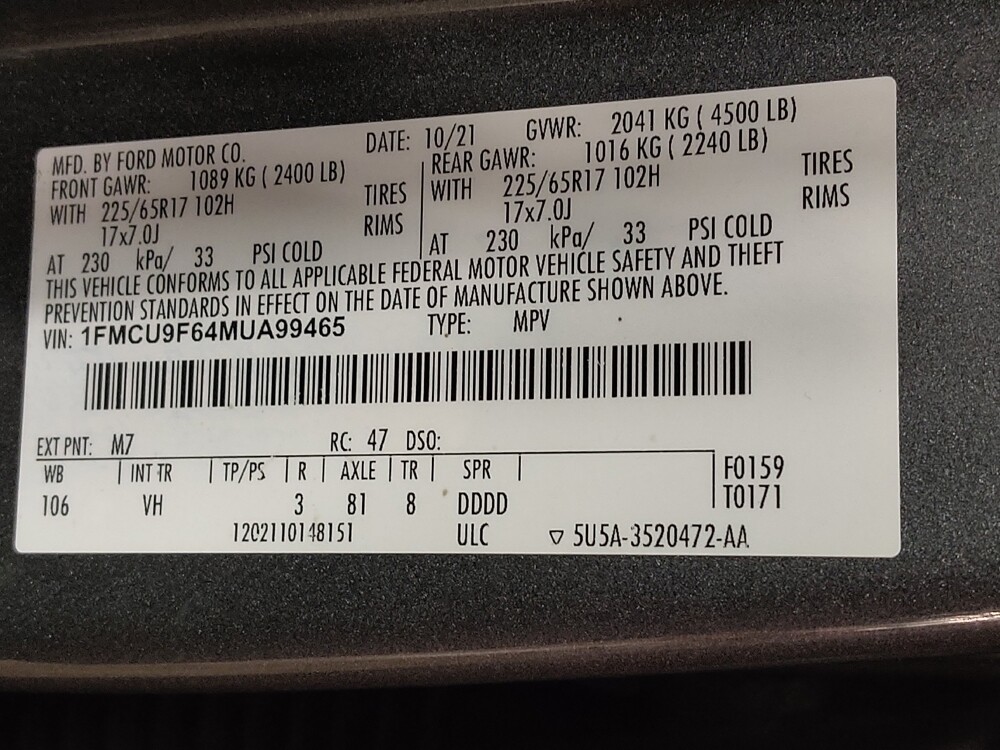 MFD. BY FORD MOTOR CO. DATE: 10/21 GVWR: 2041 KG ( 4500 LB)
FRONT GAWR: 1089 KG ( 2400 LB) REAR GAWR: 1016 KG ( 2240 LB)
WITH 225/65R17 102H TIRES WITH 225/65R17 102H TIRES
17x7.0J RIMS 17x7.0J RIMS
AT 230 kPa/ 33 PSI COLD AT 230 kPa/ 33 PSI COLD
THIS VEHICLE CONFORMS TO ALL APPLICABLE FEDERAL MOTOR VEHICLE SAFETY AND THEFT
PREVENTION STANDARDS IN EFFECT ON THE DATE OF MANUFACTURE SHOWN ABOVE.
VIN: 1FMCU9F64MUA99465 TYPE: MPV
EXT PNT: M7 RC: 47 DSO:
WB | INT TR | TP/PS | R | AXLE | TR | SPR | F0159
106 VH 3 81 8 DDDD T0171
1202110148151 ULC ▽ 5U5A-3520472-AA